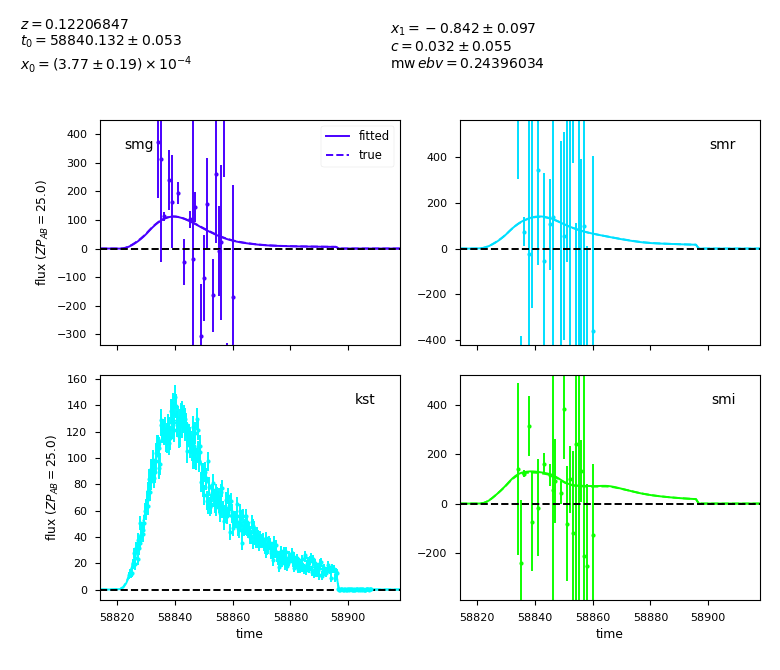 z = 0.12206847
t₀ = 58840.132 ± 0.053
x₀ = (3.77 ± 0.19) × 10⁻⁴
x₁ = −0.842 ± 0.097
c = 0.032 ± 0.055
mw ebv = 0.24396034
400
300
200
100
0
−100
−200
−300
flux (ZP_AB = 25.0)
smg
fitted
true
400
200
0
−200
−400
smr
160
140
120
100
80
60
40
20
0
flux (ZP_AB = 25.0)
kst
58820
58840
58860
58880
58900
time
400
200
0
−200
smi
58820
58840
58860
58880
58900
time